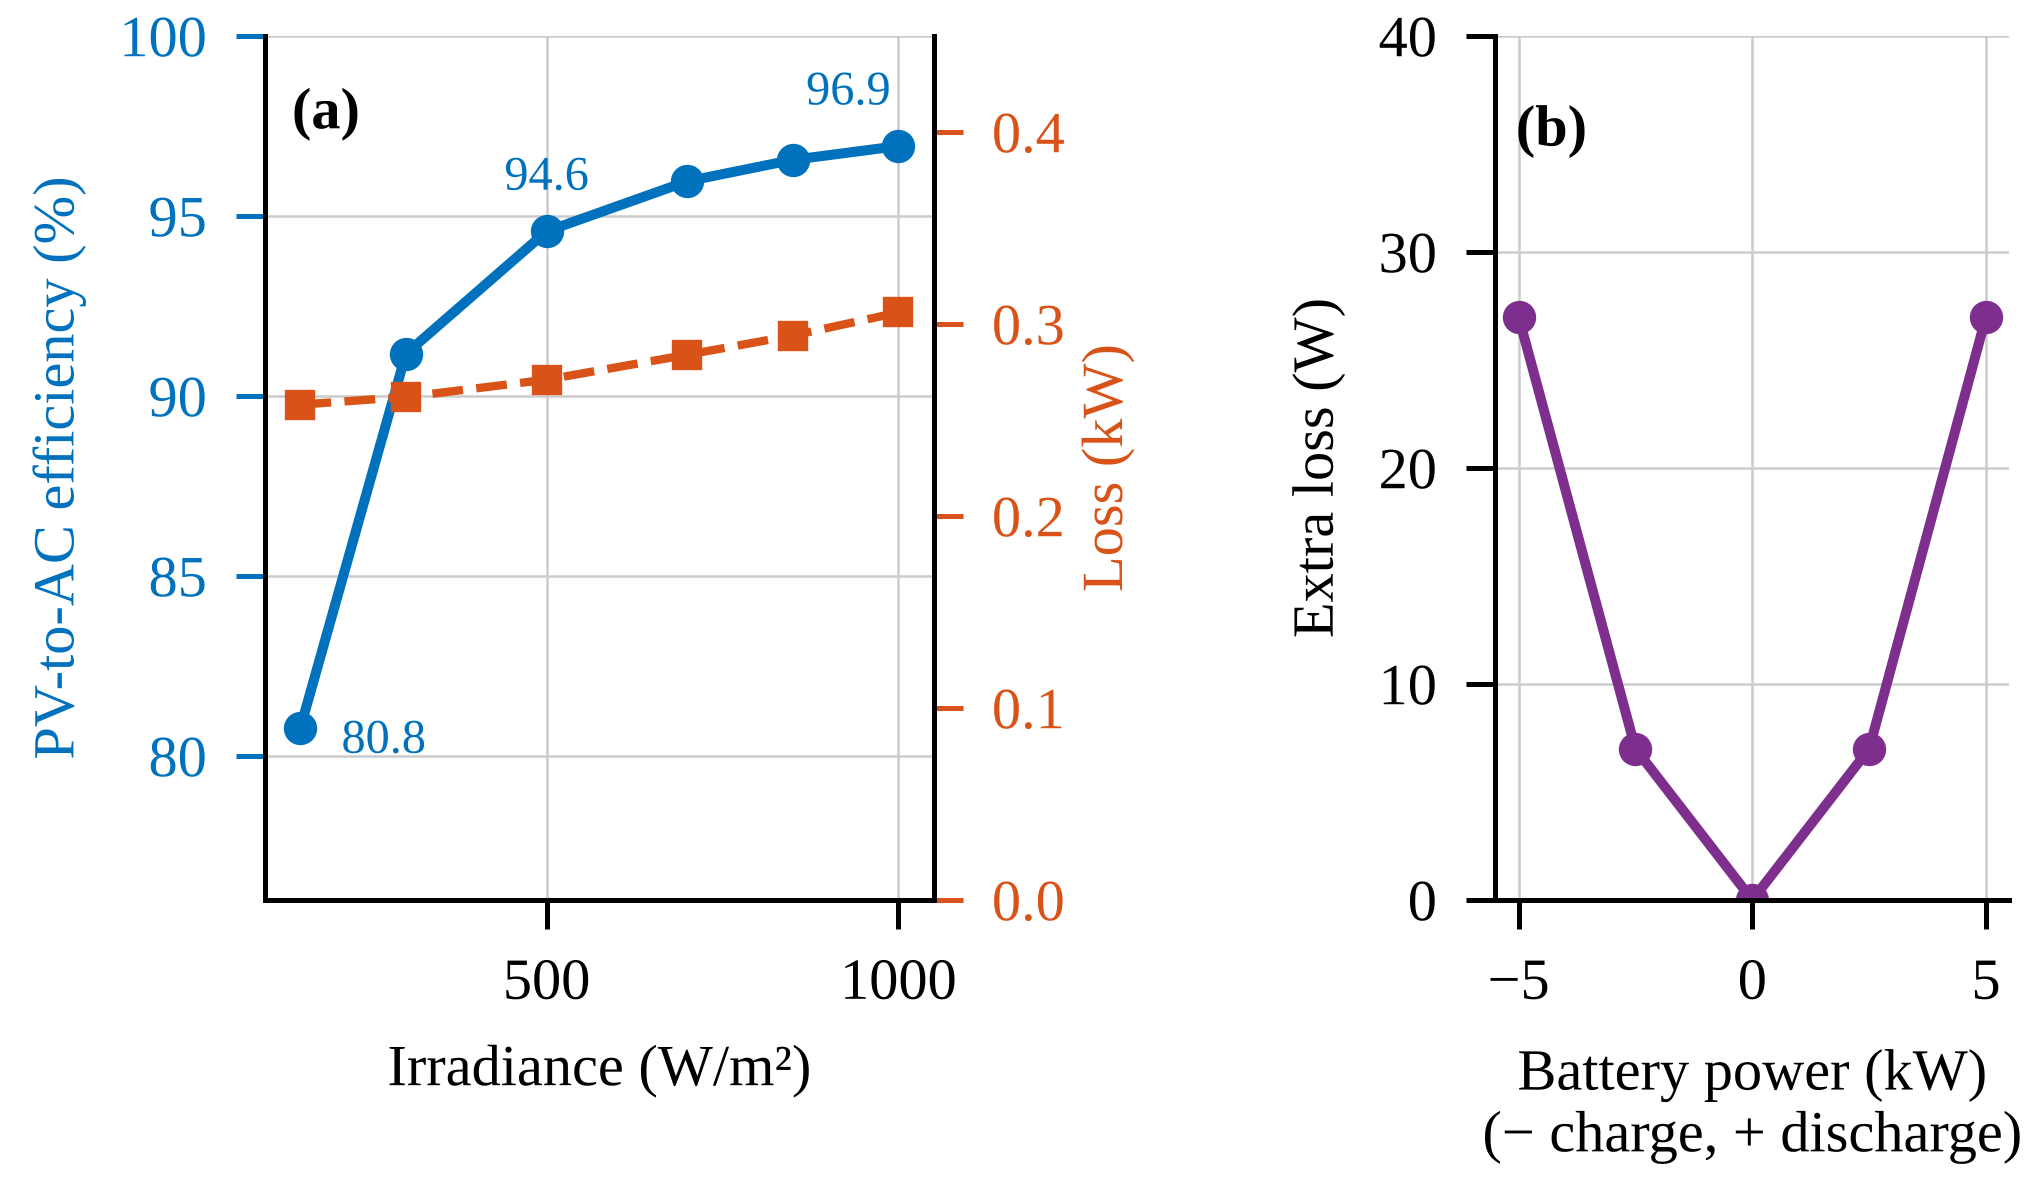 (a)
PV-to-AC efficiency (%)
100
95
90
85
80
80.8
94.6
96.9
0.4
0.3
0.2
0.1
0.0
Loss (kW)
500
1000
Irradiance (W/m²)
(b)
Extra loss (W)
40
30
20
10
0
−5
0
5
Battery power (kW)
(− charge, + discharge)